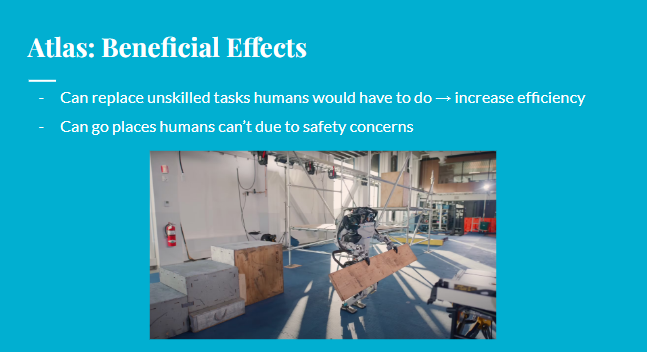 Atlas: Beneficial Effects
- Can replace unskilled tasks humans would have to do → increase efficiency
- Can go places humans can't due to safety concerns